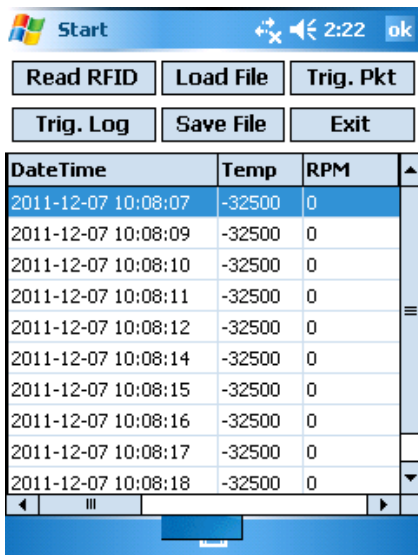 Start 2:22 ok
Read RFID Load File Trig. Pkt
Trig. Log Save File Exit
DateTime Temp RPM
2011-12-07 10:08:07 -32500 0
2011-12-07 10:08:09 -32500 0
2011-12-07 10:08:10 -32500 0
2011-12-07 10:08:11 -32500 0
2011-12-07 10:08:12 -32500 0
2011-12-07 10:08:14 -32500 0
2011-12-07 10:08:15 -32500 0
2011-12-07 10:08:16 -32500 0
2011-12-07 10:08:17 -32500 0
2011-12-07 10:08:18 -32500 0